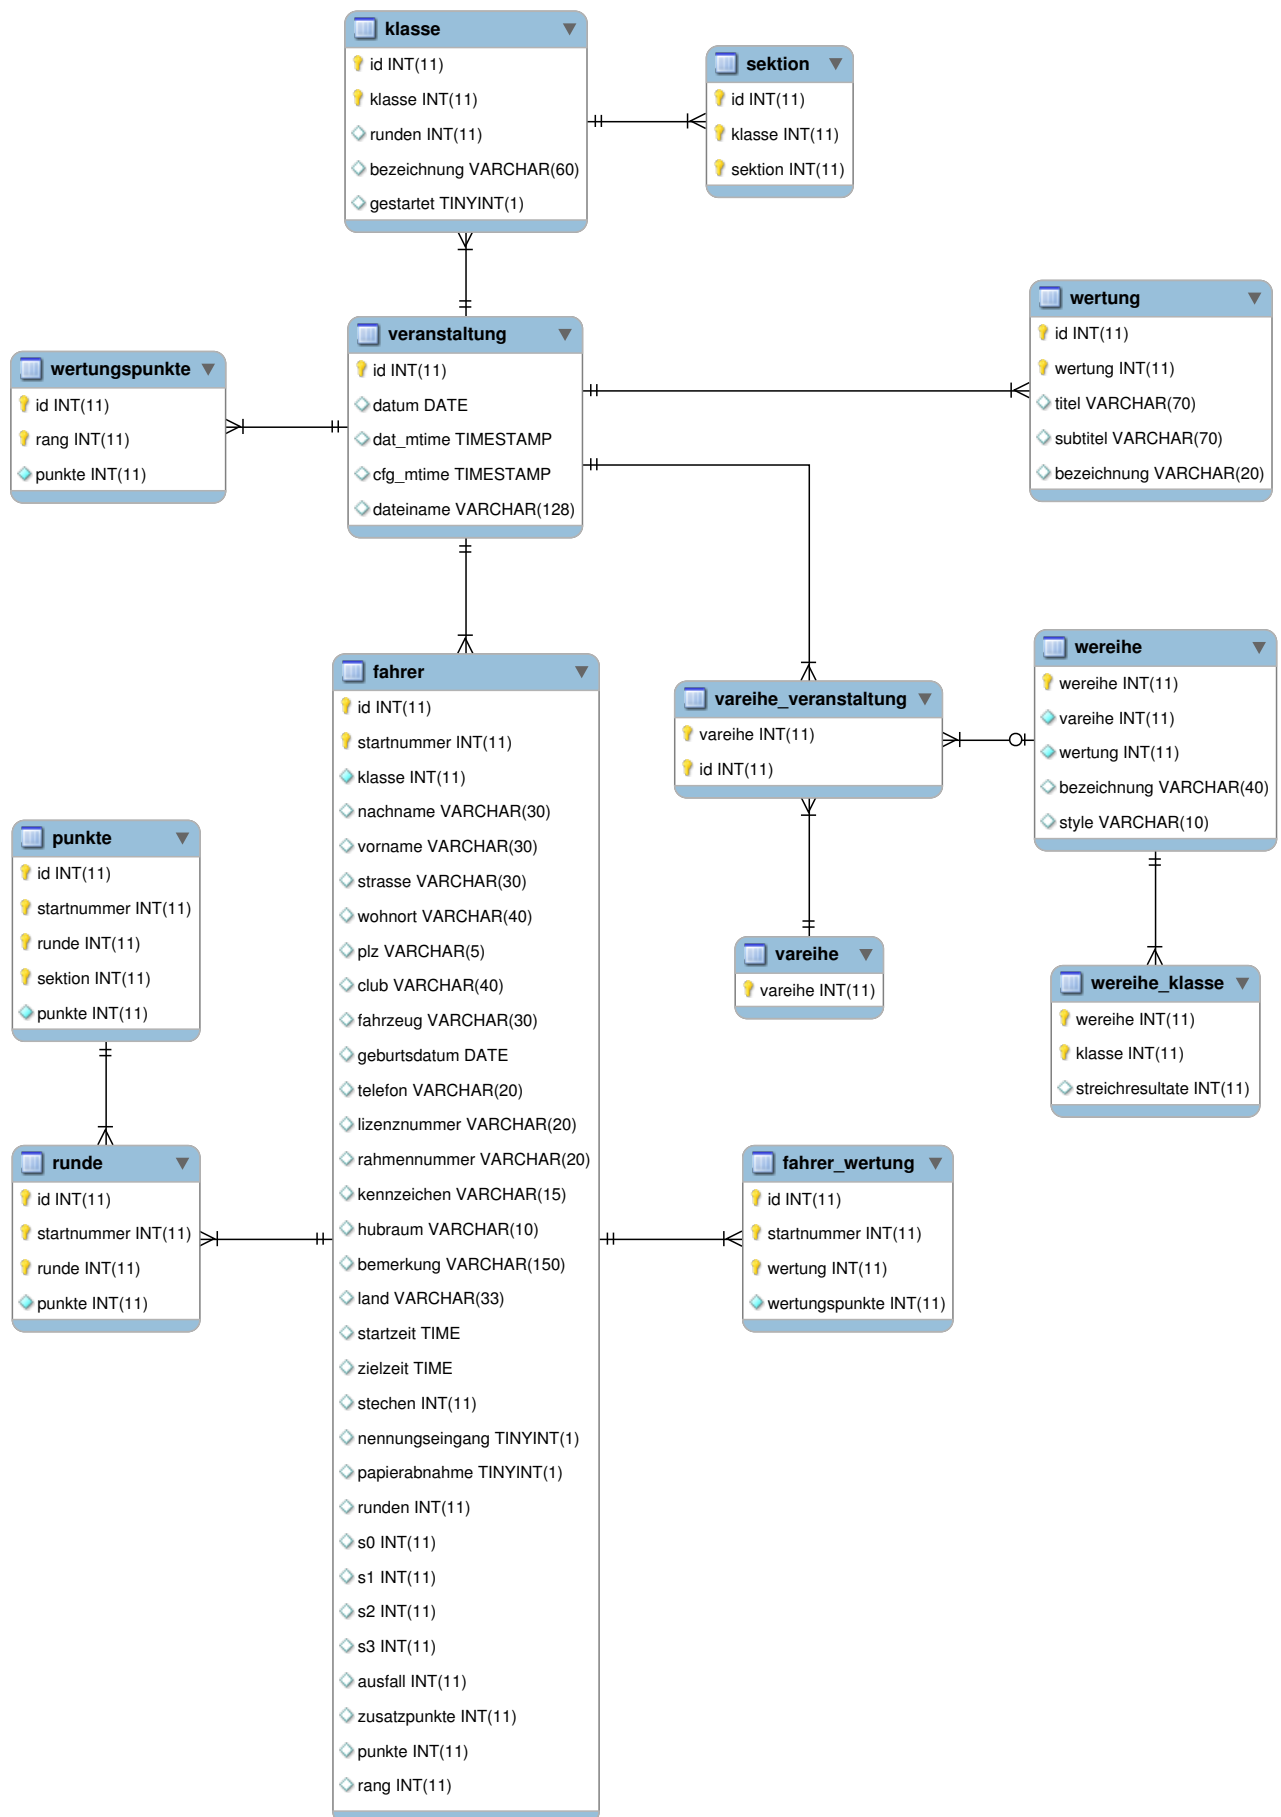 klasse
id INT(11)
klasse INT(11)
runden INT(11)
bezeichnung VARCHAR(60)
gestartet TINYINT(1)
sektion
id INT(11)
klasse INT(11)
sektion INT(11)
veranstaltung
id INT(11)
datum DATE
dat_mtime TIMESTAMP
cfg_mtime TIMESTAMP
dateiname VARCHAR(128)
wertungspunkte
id INT(11)
rang INT(11)
punkte INT(11)
wertung
id INT(11)
wertung INT(11)
titel VARCHAR(70)
subtitel VARCHAR(70)
bezeichnung VARCHAR(20)
fahrer
id INT(11)
startnummer INT(11)
klasse INT(11)
nachname VARCHAR(30)
vorname VARCHAR(30)
strasse VARCHAR(30)
wohnort VARCHAR(40)
plz VARCHAR(5)
club VARCHAR(40)
fahrzeug VARCHAR(30)
geburtsdatum DATE
telefon VARCHAR(20)
lizenznummer VARCHAR(20)
rahmennummer VARCHAR(20)
kennzeichen VARCHAR(15)
hubraum VARCHAR(10)
bemerkung VARCHAR(150)
land VARCHAR(33)
startzeit TIME
zielzeit TIME
stechen INT(11)
nennungseingang TINYINT(1)
papierabnahme TINYINT(1)
runden INT(11)
s0 INT(11)
s1 INT(11)
s2 INT(11)
s3 INT(11)
ausfall INT(11)
zusatzpunkte INT(11)
punkte INT(11)
rang INT(11)
vareihe_veranstaltung
vareihe INT(11)
id INT(11)
wereihe
wereihe INT(11)
vareihe INT(11)
wertung INT(11)
bezeichnung VARCHAR(40)
style VARCHAR(10)
punkte
id INT(11)
startnummer INT(11)
runde INT(11)
sektion INT(11)
punkte INT(11)
vareihe
vareihe INT(11)
wereihe_klasse
wereihe INT(11)
klasse INT(11)
streichresultate INT(11)
runde
id INT(11)
startnummer INT(11)
runde INT(11)
punkte INT(11)
fahrer_wertung
id INT(11)
startnummer INT(11)
wertung INT(11)
wertungspunkte INT(11)